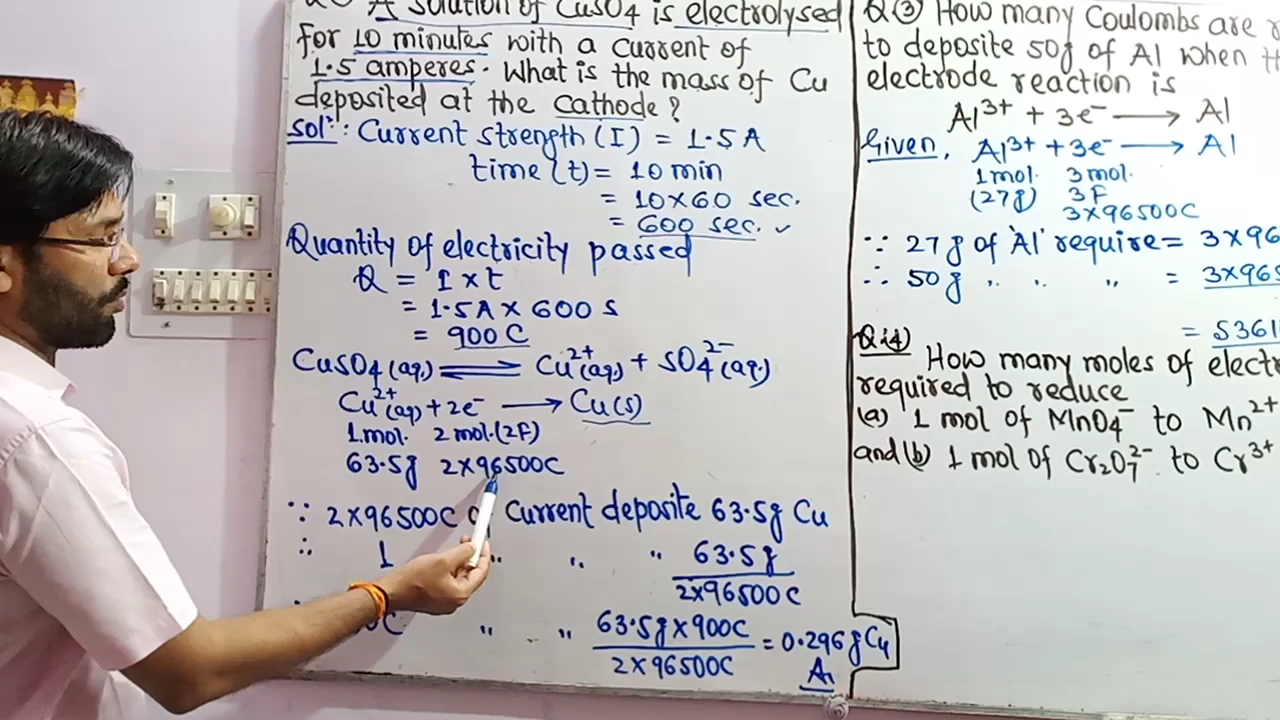 A solution of CuSO4 is electrolysed
for 10 minutes with a current of
1.5 amperes. What is the mass of Cu
deposited at the cathode?
Solⁿ: Current strength (I) = 1.5 A
time (t) = 10 min
= 10 × 60 sec.
= 600 sec. ✓
Quantity of electricity passed
Q = I × t
= 1.5A × 600 s
= 900 C
CuSO4 (aq) ⇌ Cu²⁺(aq) + SO4²⁻(aq)
Cu²⁺(aq) + 2e⁻ ⟶ Cu(s)
1 mol. 2 mol. (2F)
63.5g 2×96500C
∵ 2×96500C current deposite 63.5g Cu
∴ 1 " " " 63.5g
2×96500C
C " " 63.5g × 900C = 0.296 g Cu
2×96500C
Q③ How many Coulombs are
to deposite 50g of Al when
electrode reaction is
Al³⁺ + 3e⁻ ⟶ Al
Given, Al³⁺ + 3e⁻ ⟶ Al
1 mol. 3 mol.
(27g) 3F
3×96500C
∵ 27g of 'Al' require = 3×96
∴ 50g " " " = 3×965
= 5361
Q(4) How many moles of
required to reduce
(a) 1 mol of MnO4⁻ to Mn²⁺
and (b) 1 mol of Cr2O7²⁻ to Cr³⁺